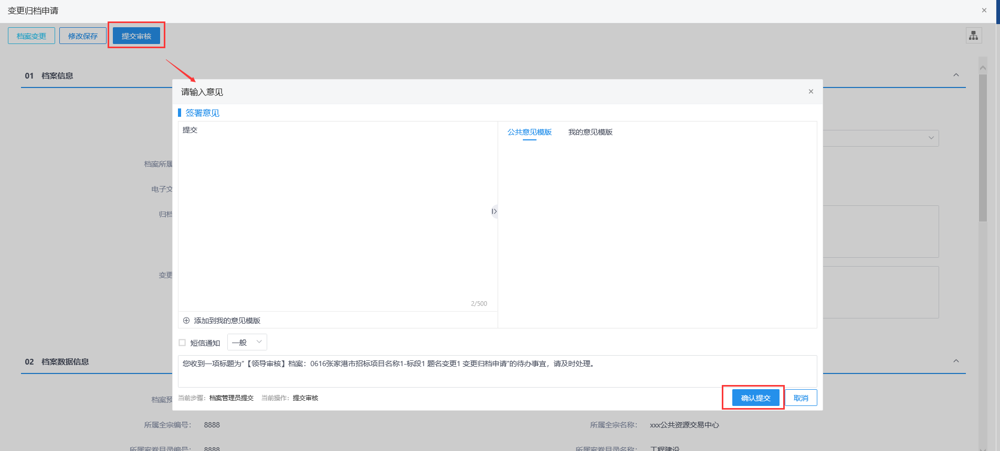 变更归档申请
档案变更 修改保存 提交审核
01 档案信息
请输入意见
签署意见
提交
公共意见模版 我的意见模版
档案所属
电子文
归档
变更
2/500
添加到我的意见模版
短信通知 一般
您收到一项标题为“【领导审核】档案：0616张家港市招标项目名称1-标段1 题名变更1 变更归档申请”的待办事宜，请及时处理。
当前步骤： 档案管理员提交 当前操作： 提交审核
确认提交 取消
02 档案数据信息
档案预
所属全宗编号： 8888 所属全宗名称： xxx公共资源交易中心
所属案卷目录编号： 8888 所属案卷目录名称： 工程建设